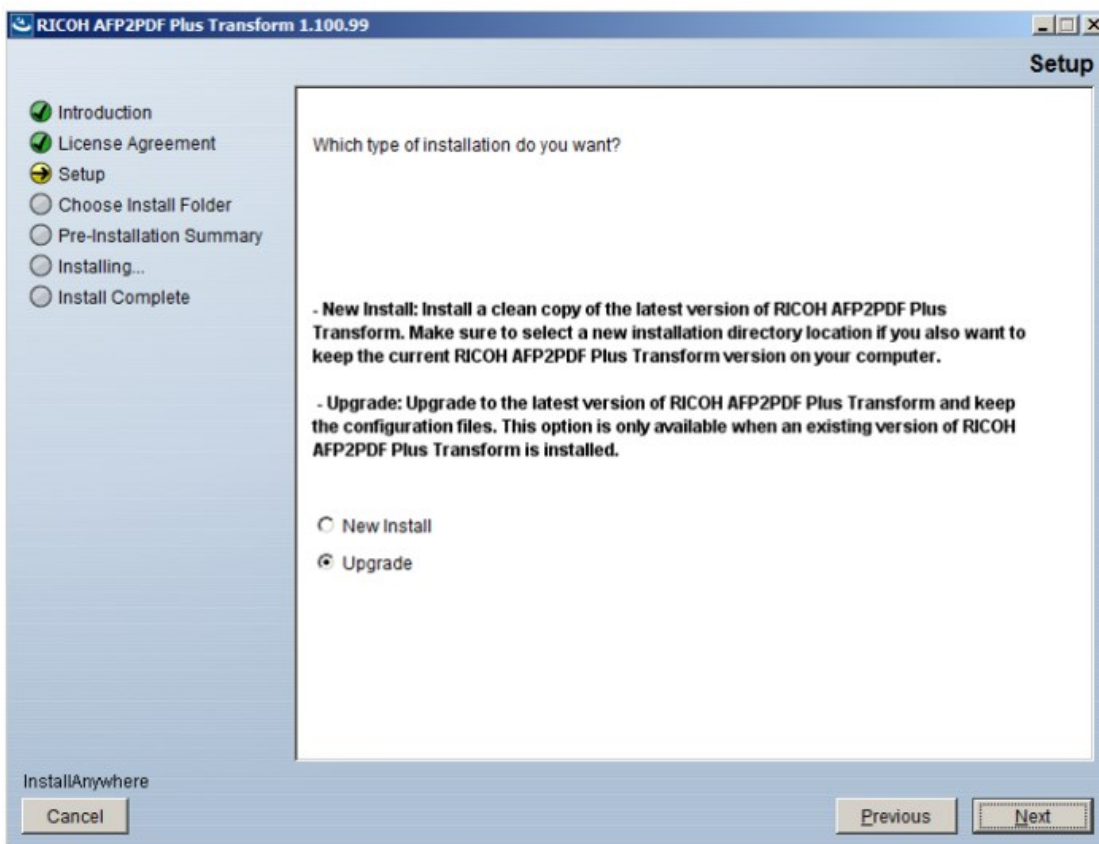 RICOH AFP2PDF Plus Transform 1.100.99
Setup
Introduction
License Agreement
Setup
Choose Install Folder
Pre-Installation Summary
Installing...
Install Complete
Which type of installation do you want?
- New Install: Install a clean copy of the latest version of RICOH AFP2PDF Plus
Transform. Make sure to select a new installation directory location if you also want to
keep the current RICOH AFP2PDF Plus Transform version on your computer.
- Upgrade: Upgrade to the latest version of RICOH AFP2PDF Plus Transform and keep
the configuration files. This option is only available when an existing version of RICOH
AFP2PDF Plus Transform is installed.
New Install
Upgrade
InstallAnywhere
Cancel
Previous
Next